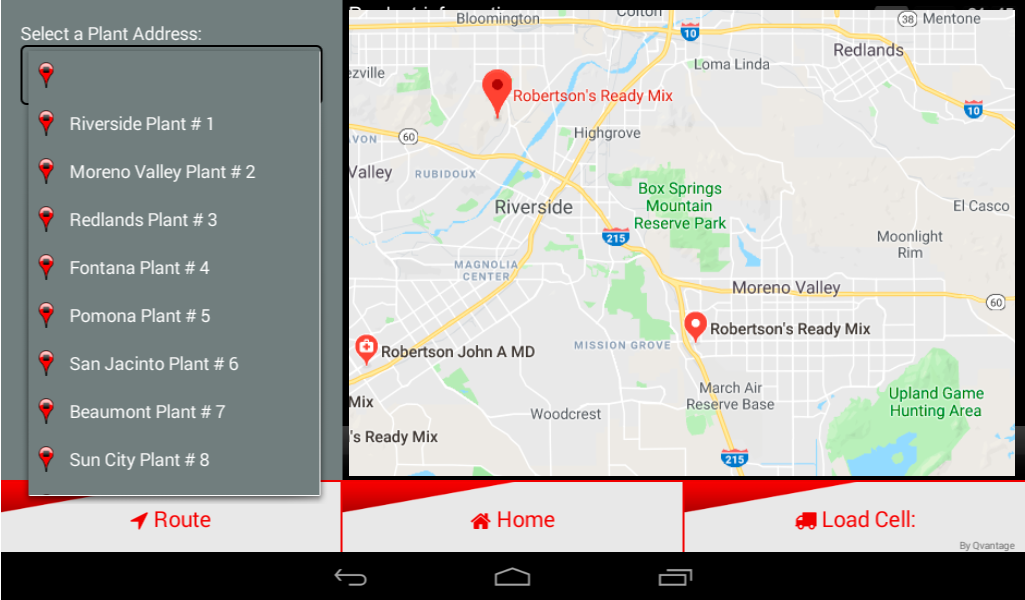 Select a Plant Address:
Riverside Plant # 1
Moreno Valley Plant # 2
Redlands Plant # 3
Fontana Plant # 4
Pomona Plant # 5
San Jacinto Plant # 6
Beaumont Plant # 7
Sun City Plant # 8
Bloomington
Colton
38
Mentone
10
Redlands
Loma Linda
ezville
Robertson's Ready Mix
10
60
Highgrove
VON
Valley
RUBIDOUX
Box Springs
Mountain
Reserve Park
Riverside
El Casco
215
Moonlight
Rim
MAGNOLIA
CENTER
Moreno Valley
60
Robertson's Ready Mix
MISSION GROVE
Robertson John A MD
March Air
Reserve Base
Upland Game
Hunting Area
Mix
Woodcrest
's Ready Mix
215
Route
Home
Load Cell:
By Qvantage